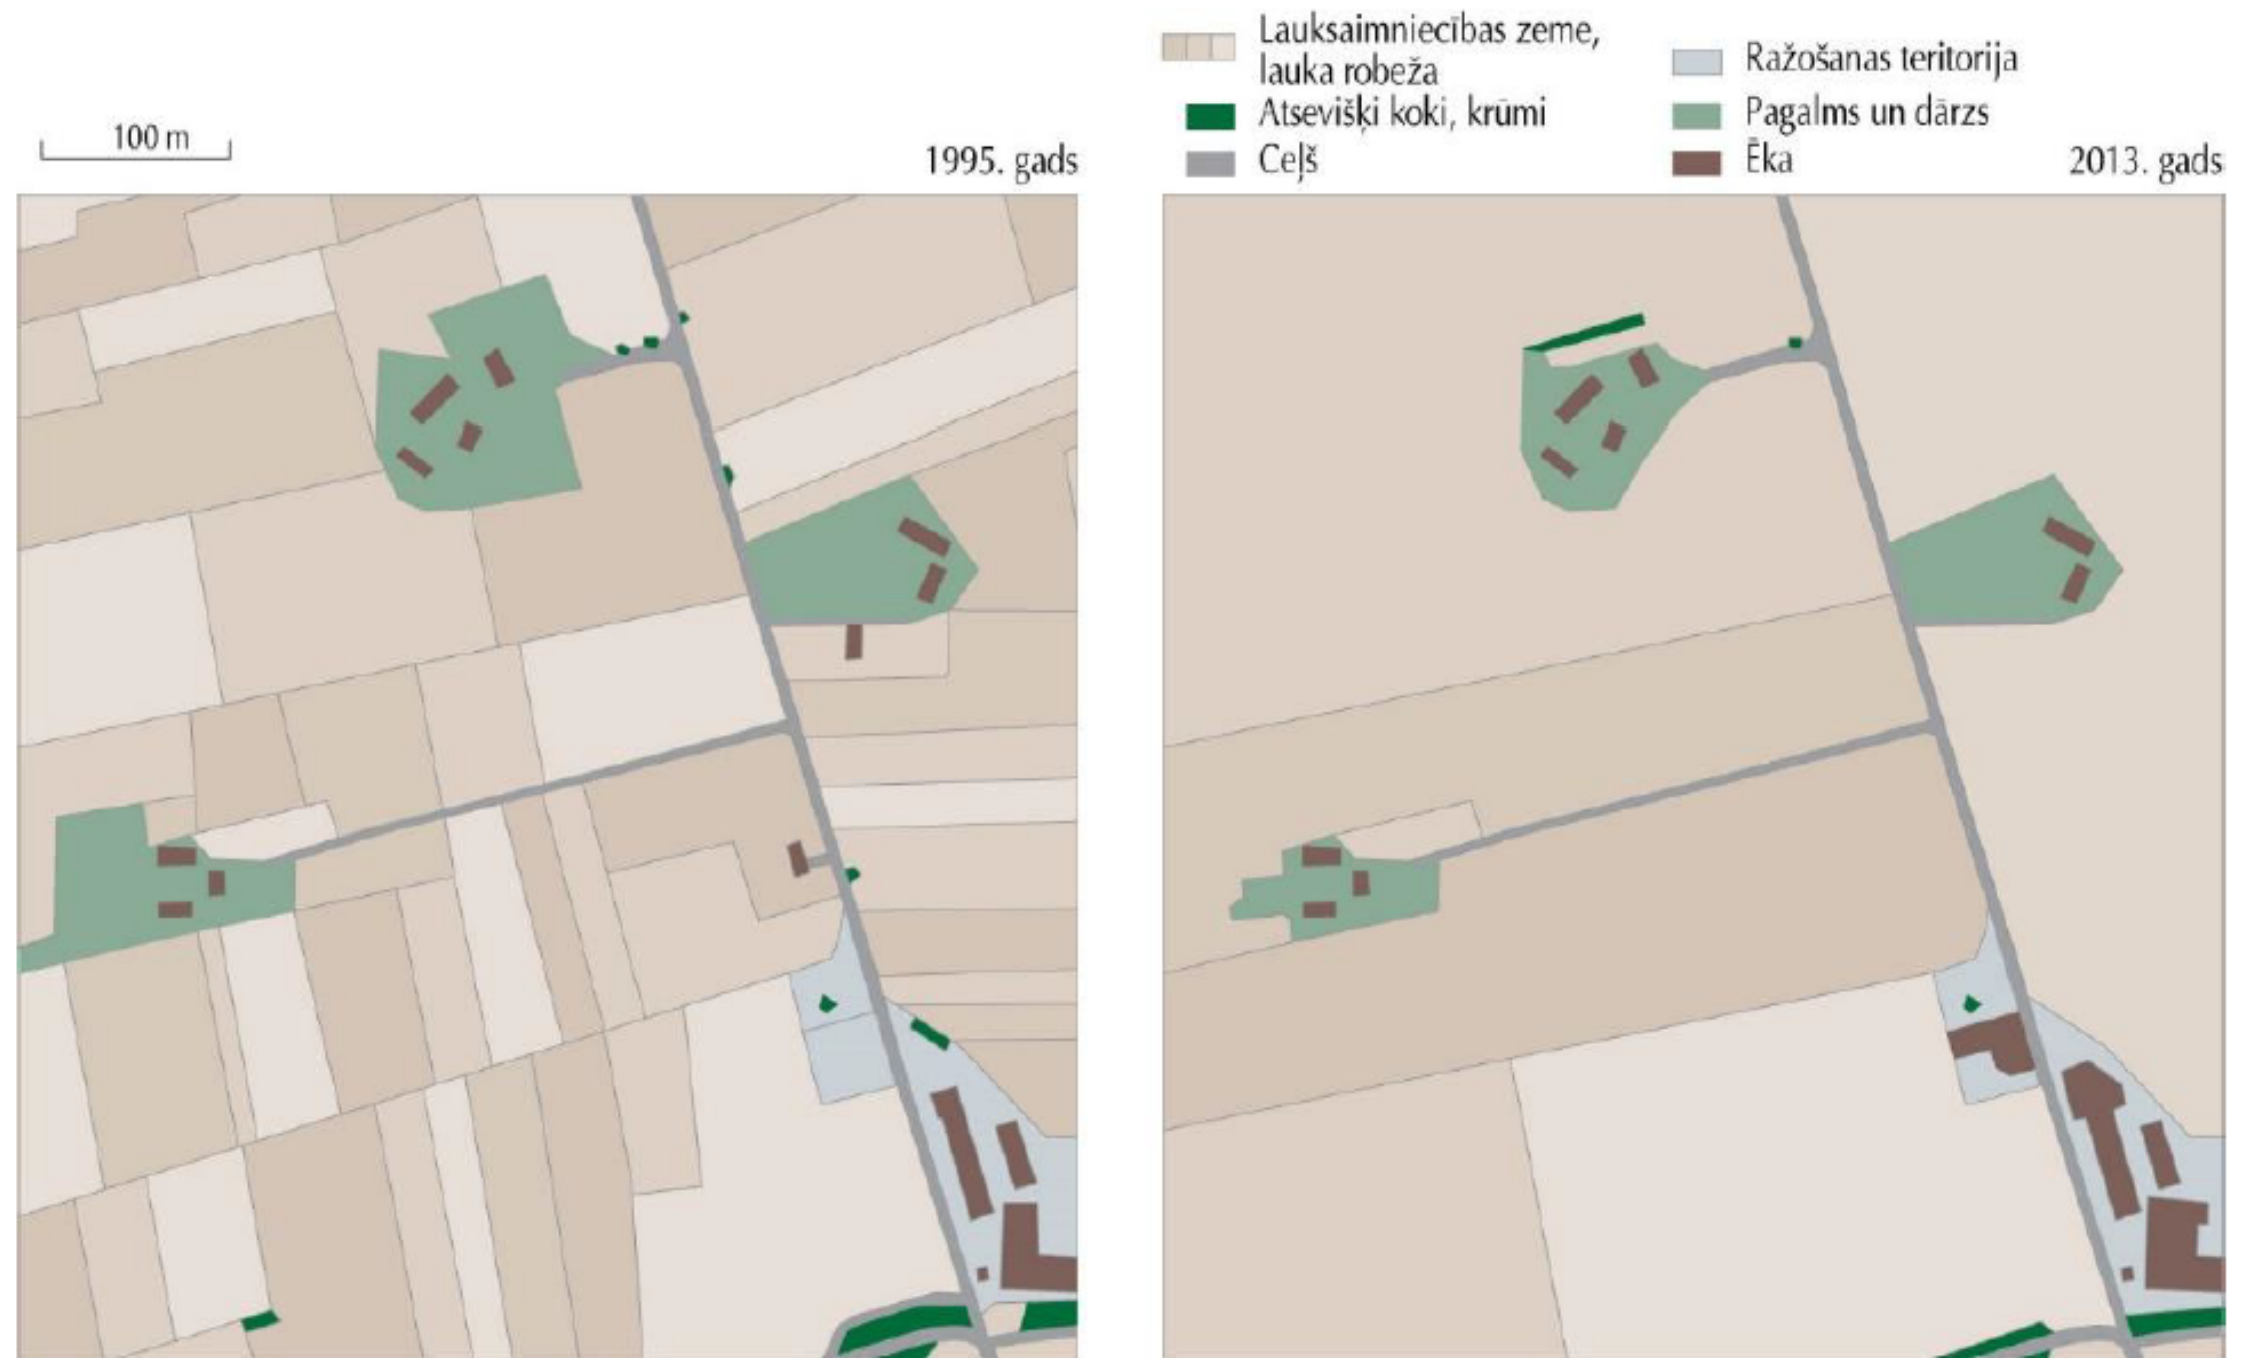 100 m
1995. gads
Lauksaimniecības zeme,
lauka robeža
Atsevišķi koki, krūmi
Ceļš
Ražošanas teritorija
Pagalms un dārzs
Ēka
2013. gads